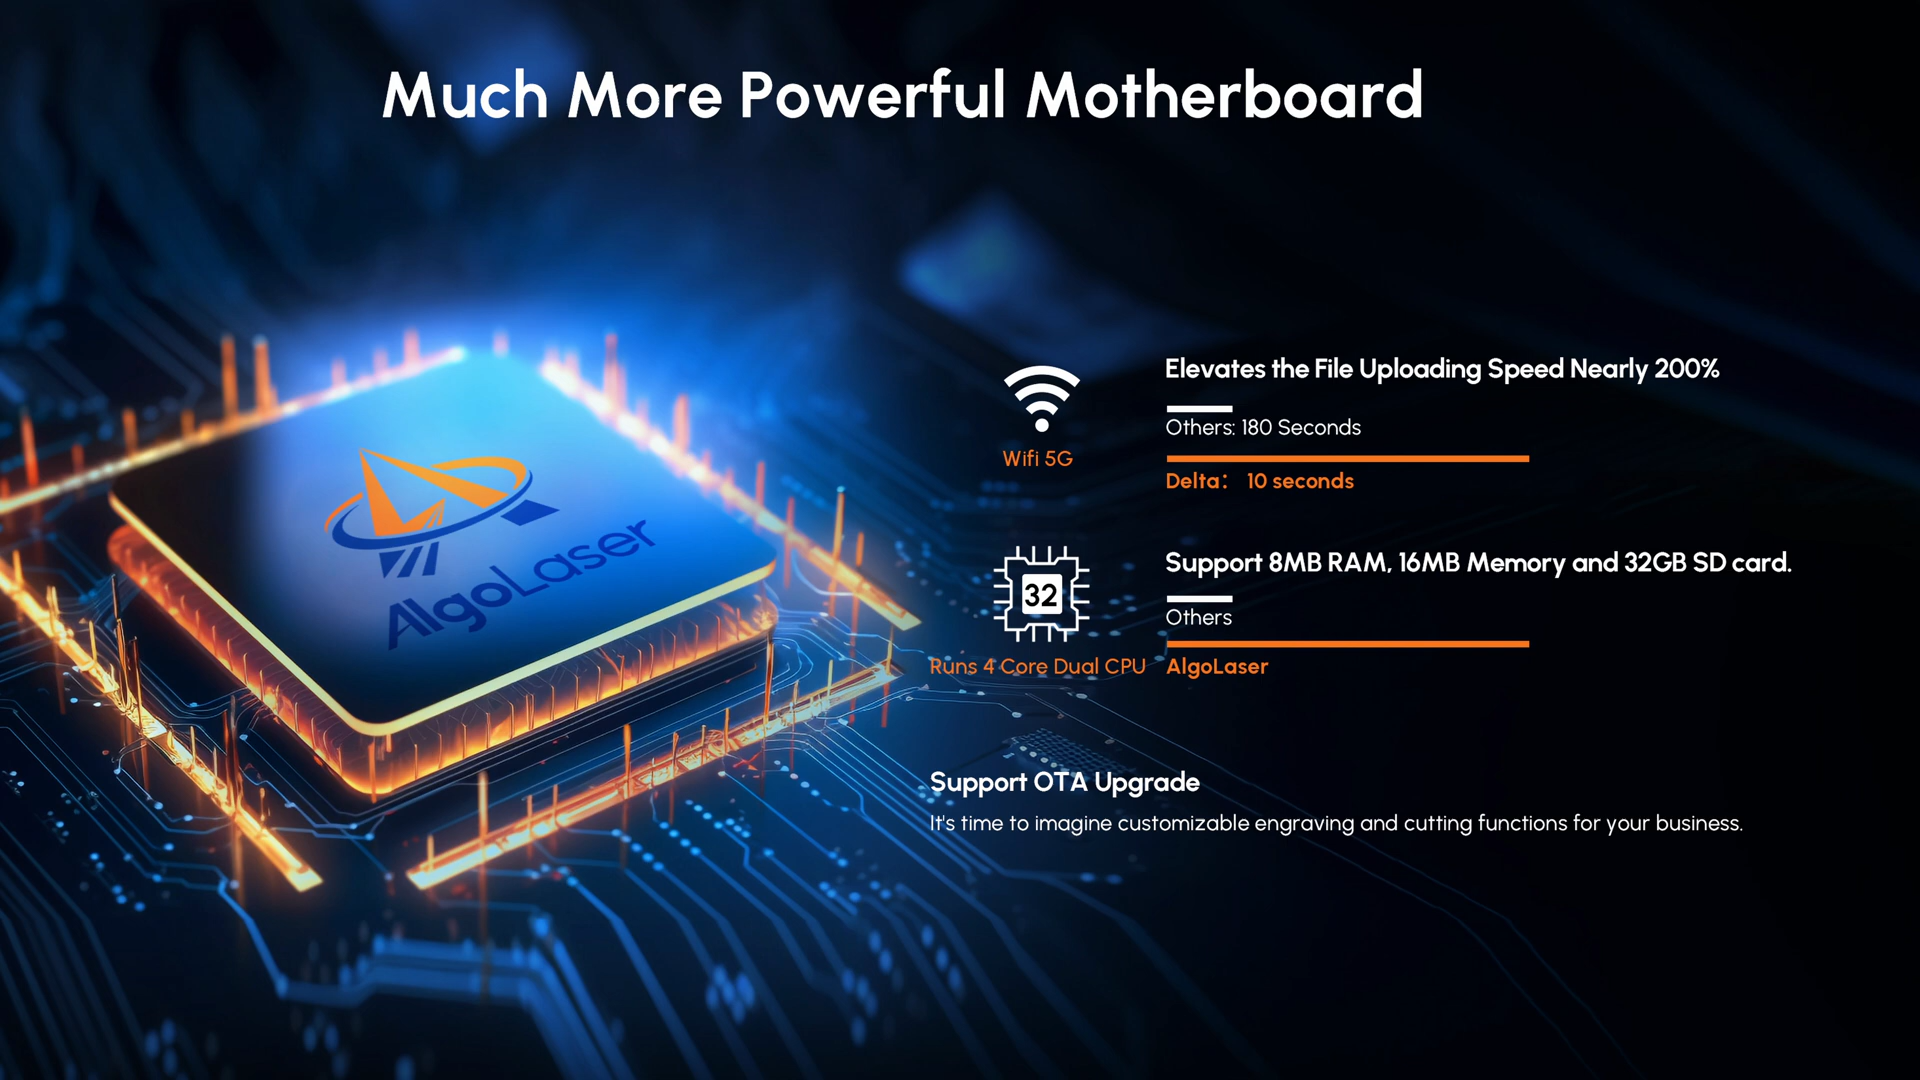 Much More Powerful Motherboard
AlgoLaser
Elevates the File Uploading Speed Nearly 200%
Others: 180 Seconds
Wifi 5G
Delta: 10 seconds
Support 8MB RAM, 16MB Memory and 32GB SD card.
32
Others
Runs 4 Core Dual CPU
AlgoLaser
Support OTA Upgrade
It's time to imagine customizable engraving and cutting functions for your business.